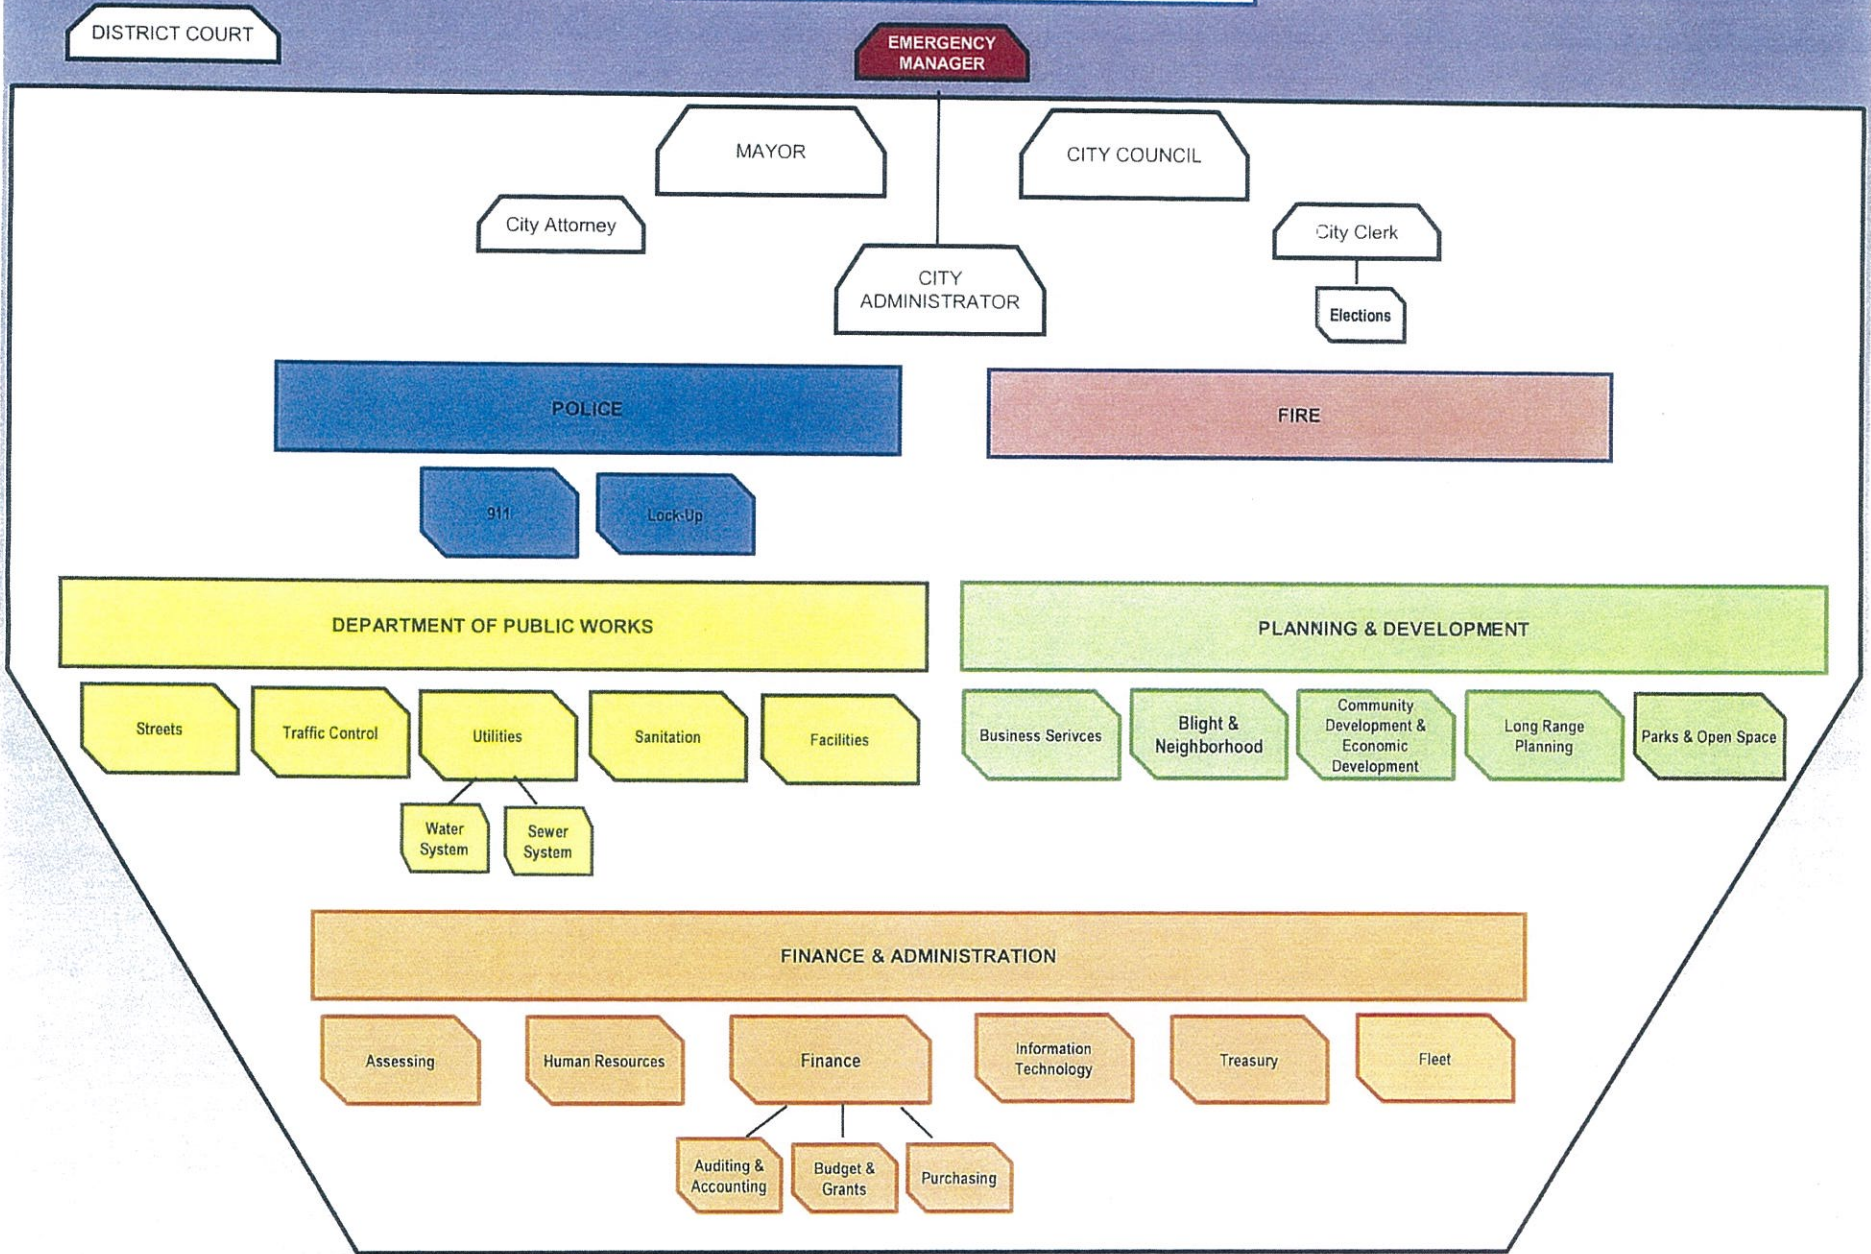 DISTRICT COURT
EMERGENCY
MANAGER
MAYOR
CITY COUNCIL
City Attorney
City Clerk
CITY
ADMINISTRATOR
Elections
POLICE
FIRE
911
Lock-Up
DEPARTMENT OF PUBLIC WORKS
PLANNING & DEVELOPMENT
Streets
Traffic Control
Utilities
Sanitation
Facilities
Business Serivces
Blight &
Neighborhood
Community
Development &
Economic
Development
Long Range
Planning
Parks & Open Space
Water
System
Sewer
System
FINANCE & ADMINISTRATION
Assessing
Human Resources
Finance
Information
Technology
Treasury
Fleet
Auditing &
Accounting
Budget &
Grants
Purchasing